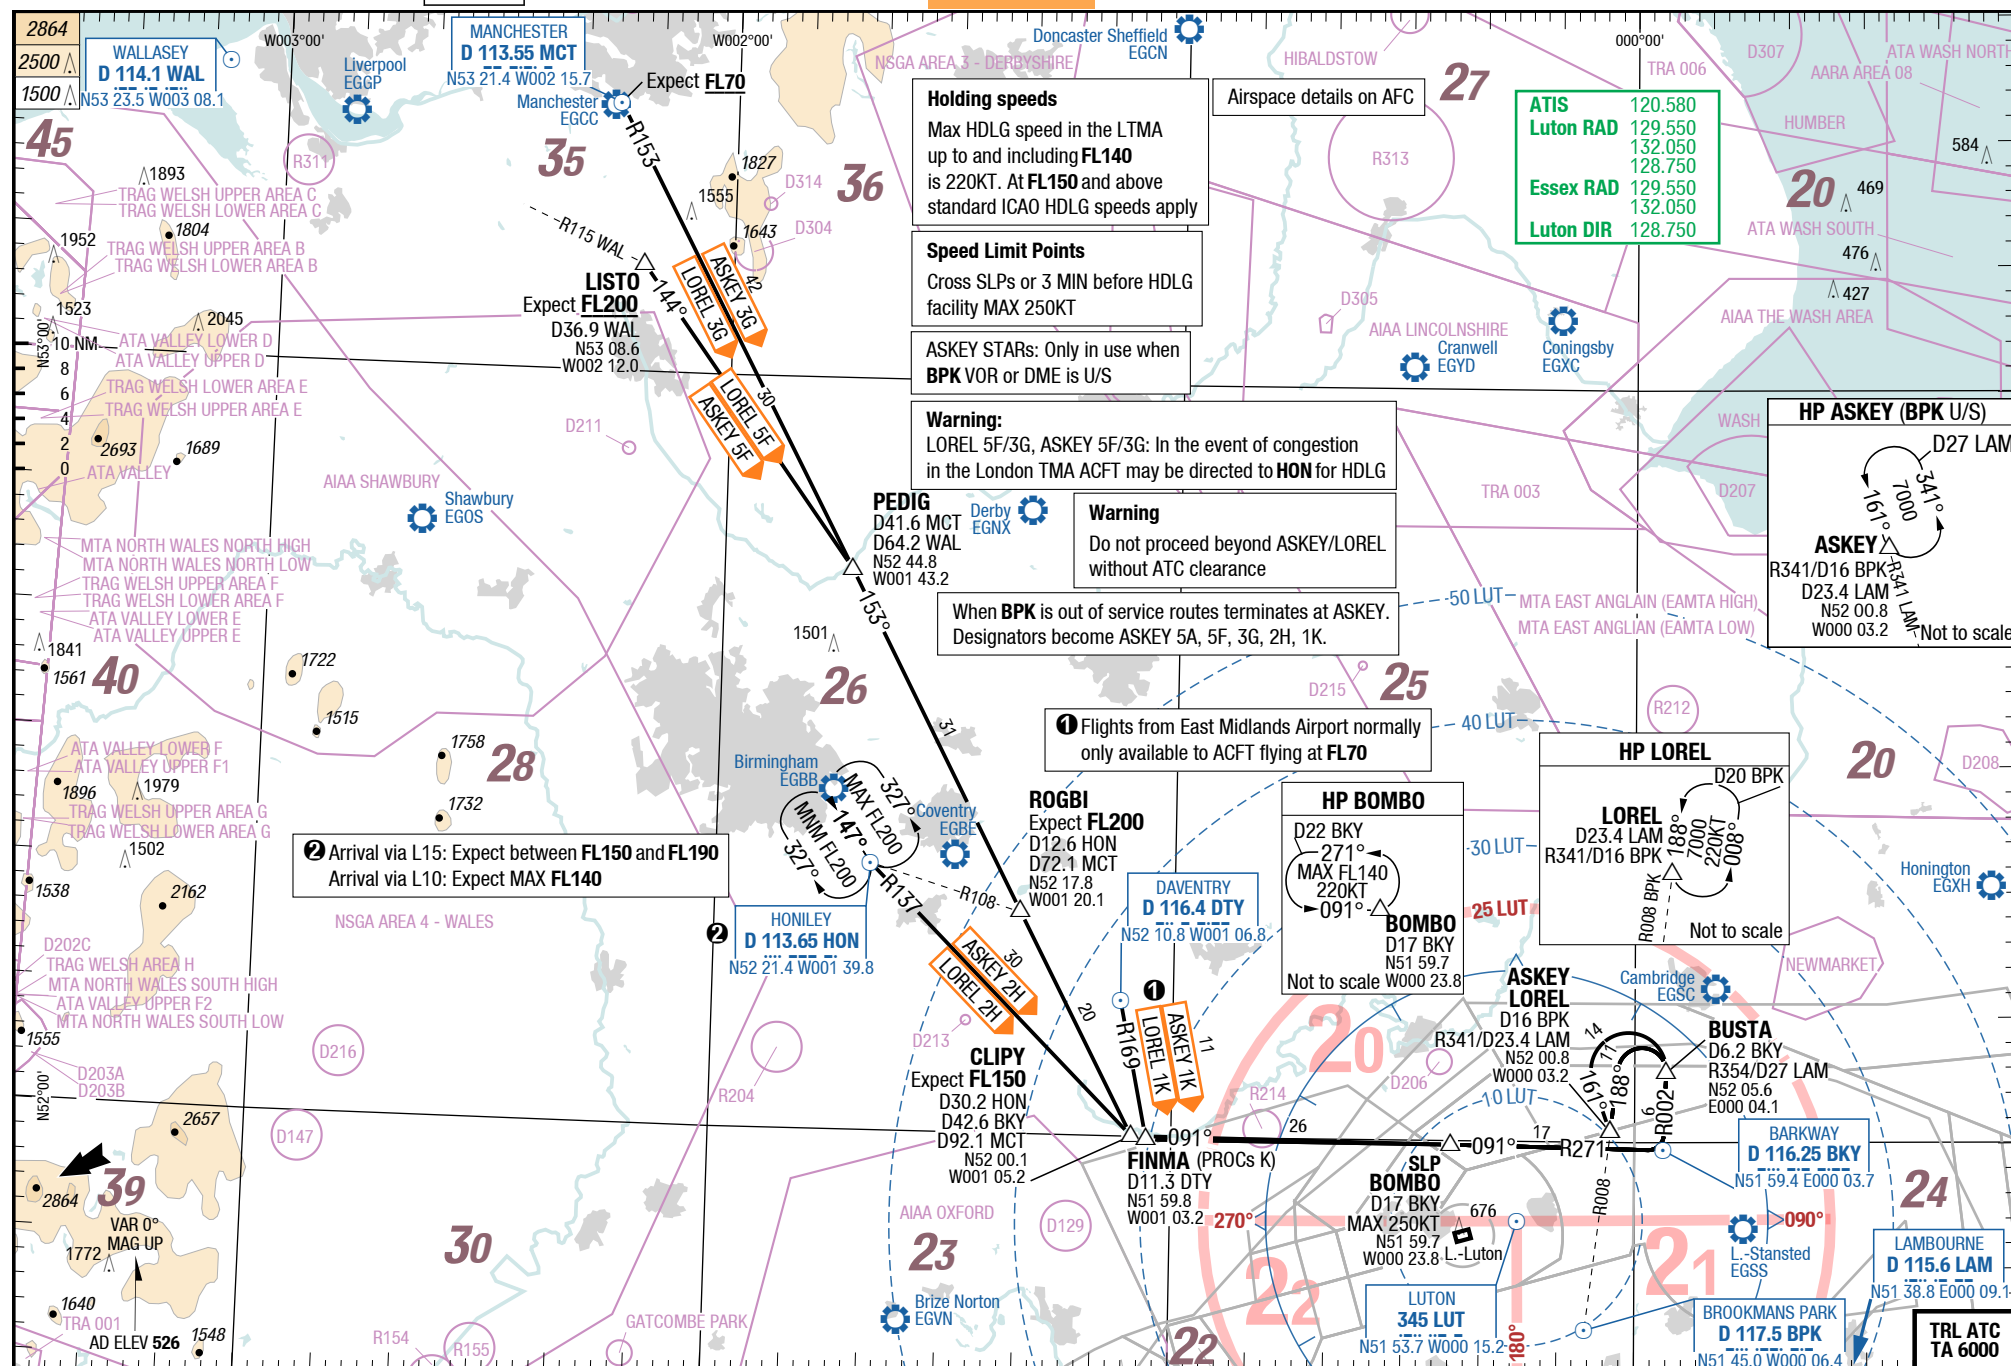 2864
2500
1500
WALLASEY
D 114.1 WAL
N53 23.5 W003 08.1
W003°00'
Liverpool
EGGP
MANCHESTER
D 113.55 MCT
N53 21.4 W002 15.7
Manchester
EGCC
Expect FL70
W002°00'
NSGA AREA 3 - DERBYSHIRE
Doncaster Sheffield
EGCN
HIBALDSTOW
27
000°00'
TRA 006
D307
ATA WASH NORTH
AARA AREA 08
HUMBER
584
20
469
ATA WASH SOUTH
476
427
AIAA THE WASH AREA
Holding speeds
Max HDLG speed in the LTMA
up to and including FL140
is 220KT. At FL150 and above
standard ICAO HDLG speeds apply
Airspace details on AFC
R313
ATIS 120.580
Luton RAD 129.550
132.050
128.750
Essex RAD 129.550
132.050
Luton DIR 128.750
Speed Limit Points
Cross SLPs or 3 MIN before HDLG
facility MAX 250KT
ASKEY STARs: Only in use when
BPK VOR or DME is U/S
Warning:
LOREL 5F/3G, ASKEY 5F/3G: In the event of congestion
in the London TMA ACFT may be directed to HON for HDLG
D305
AIAA LINCOLNSHIRE
Cranwell
EGYD
Coningsby
EGXC
45
R311
35
36
R153
1893
TRAG WELSH UPPER AREA C
TRAG WELSH LOWER AREA C
1804
1952
TRAG WELSH UPPER AREA B
TRAG WELSH LOWER AREA B
1523
2045
ATA VALLEY LOWER D
ATA VALLEY UPPER D
TRAG WELSH LOWER AREA E
TRAG WELSH UPPER AREA E
N53°00'
10 NM
8
6
4
2
0
2693
1689
ATA VALLEY
1827
1555
D314
1643
D304
R115 WAL
LISTO
Expect FL200
D36.9 WAL
N53 08.6
W002 12.0
144°
LOREL 3G
ASKEY 3G
42
LOREL 5F
ASKEY 5F
30
D211
AIAA SHAWBURY
Shawbury
EGOS
PEDIG
D41.6 MCT
D64.2 WAL
N52 44.8
W001 43.2
Derby
EGNX
Warning
Do not proceed beyond ASKEY/LOREL
without ATC clearance
When BPK is out of service routes terminates at ASKEY.
Designators become ASKEY 5A, 5F, 3G, 2H, 1K.
TRA 003
WASH
D207
HP ASKEY (BPK U/S)
D27 LAM
341°
7000
161°
ASKEY
R341/D16 BPK
D23.4 LAM
N52 00.8
W000 03.2
R341 LAM
Not to scale
50 LUT
MTA EAST ANGLAIN (EAMTA HIGH)
MTA EAST ANGLIAN (EAMTA LOW)
MTA NORTH WALES NORTH HIGH
MTA NORTH WALES NORTH LOW
TRAG WELSH UPPER AREA F
TRAG WELSH LOWER AREA F
ATA VALLEY LOWER E
ATA VALLEY UPPER E
1841
1561
40
1722
1515
153°
1501
26
31
D215
25
R212
40 LUT
❶ Flights from East Midlands Airport normally
only available to ACFT flying at FL70
ATA VALLEY LOWER F
ATA VALLEY UPPER F1
1896
1979
TRAG WELSH UPPER AREA G
TRAG WELSH LOWER AREA G
1502
1538
2162
1758
1732
28
Birmingham
EGBB
MAX FL200
327°
147°
MNM FL200
327°
Coventry
EGBE
ROGBI
Expect FL200
D12.6 HON
D72.1 MCT
N52 17.8
W001 20.1
HP BOMBO
D22 BKY
271°
MAX FL140
220KT
091°
BOMBO
D17 BKY
N51 59.7
W000 23.8
Not to scale
30 LUT
25 LUT
HP LOREL
D20 BPK
LOREL
D23.4 LAM
R341/D16 BPK
188°
7000
220KT
008°
R008 BPK
Not to scale
20
D208
Honington
EGXH
❷ Arrival via L15: Expect between FL150 and FL190
Arrival via L10: Expect MAX FL140
NSGA AREA 4 - WALES
❷
HONILEY
D 113.65 HON
N52 21.4 W001 39.8
R137
R108
ASKEY 2H
LOREL 2H
30
20
DAVENTRY
D 116.4 DTY
N52 10.8 W001 06.8
❶
R169
LOREL 1K
ASKEY 1K
11
D202C
TRAG WELSH AREA H
MTA NORTH WALES SOUTH HIGH
ATA VALLEY UPPER F2
MTA NORTH WALES SOUTH LOW
1555
D203A
D203B
N52°00'
D216
D147
R204
D213
CLIPY
Expect FL150
D30.2 HON
D42.6 BKY
D92.1 MCT
N52 00.1
W001 05.2
20
D206
R214
10 LUT
ASKEY
LOREL
D16 BPK
R341/D23.4 LAM
N52 00.8
W000 03.2
14
11
161°
188°
Cambridge
EGSC
NEWMARKET
BUSTA
D6.2 BKY
R354/D27 LAM
N52 05.6
E000 04.1
6
R002
091°
26
091°
17
R271
FINMA (PROCs K)
D11.3 DTY
N51 59.8
W001 03.2
SLP
BOMBO
D17 BKY
MAX 250KT
N51 59.7
W000 23.8
676
L.-Luton
R008
BARKWAY
D 116.25 BKY
N51 59.4 E000 03.7
24
2657
2864
39
VAR 0°
MAG UP
1772
1640
TRA 001
AD ELEV 526
1548
30
R154
R155
GATCOMBE PARK
AIAA OXFORD
23
D129
Brize Norton
EGVN
270°
22
22
LUTON
345 LUT
N51 53.7 W000 15.2
180°
21
090°
L.-Stansted
EGSS
LAMBOURNE
D 115.6 LAM
N51 38.8 E000 09.1
BROOKMANS PARK
D 117.5 BPK
N51 45.0 W000 06.4
TRL ATC
TA 6000